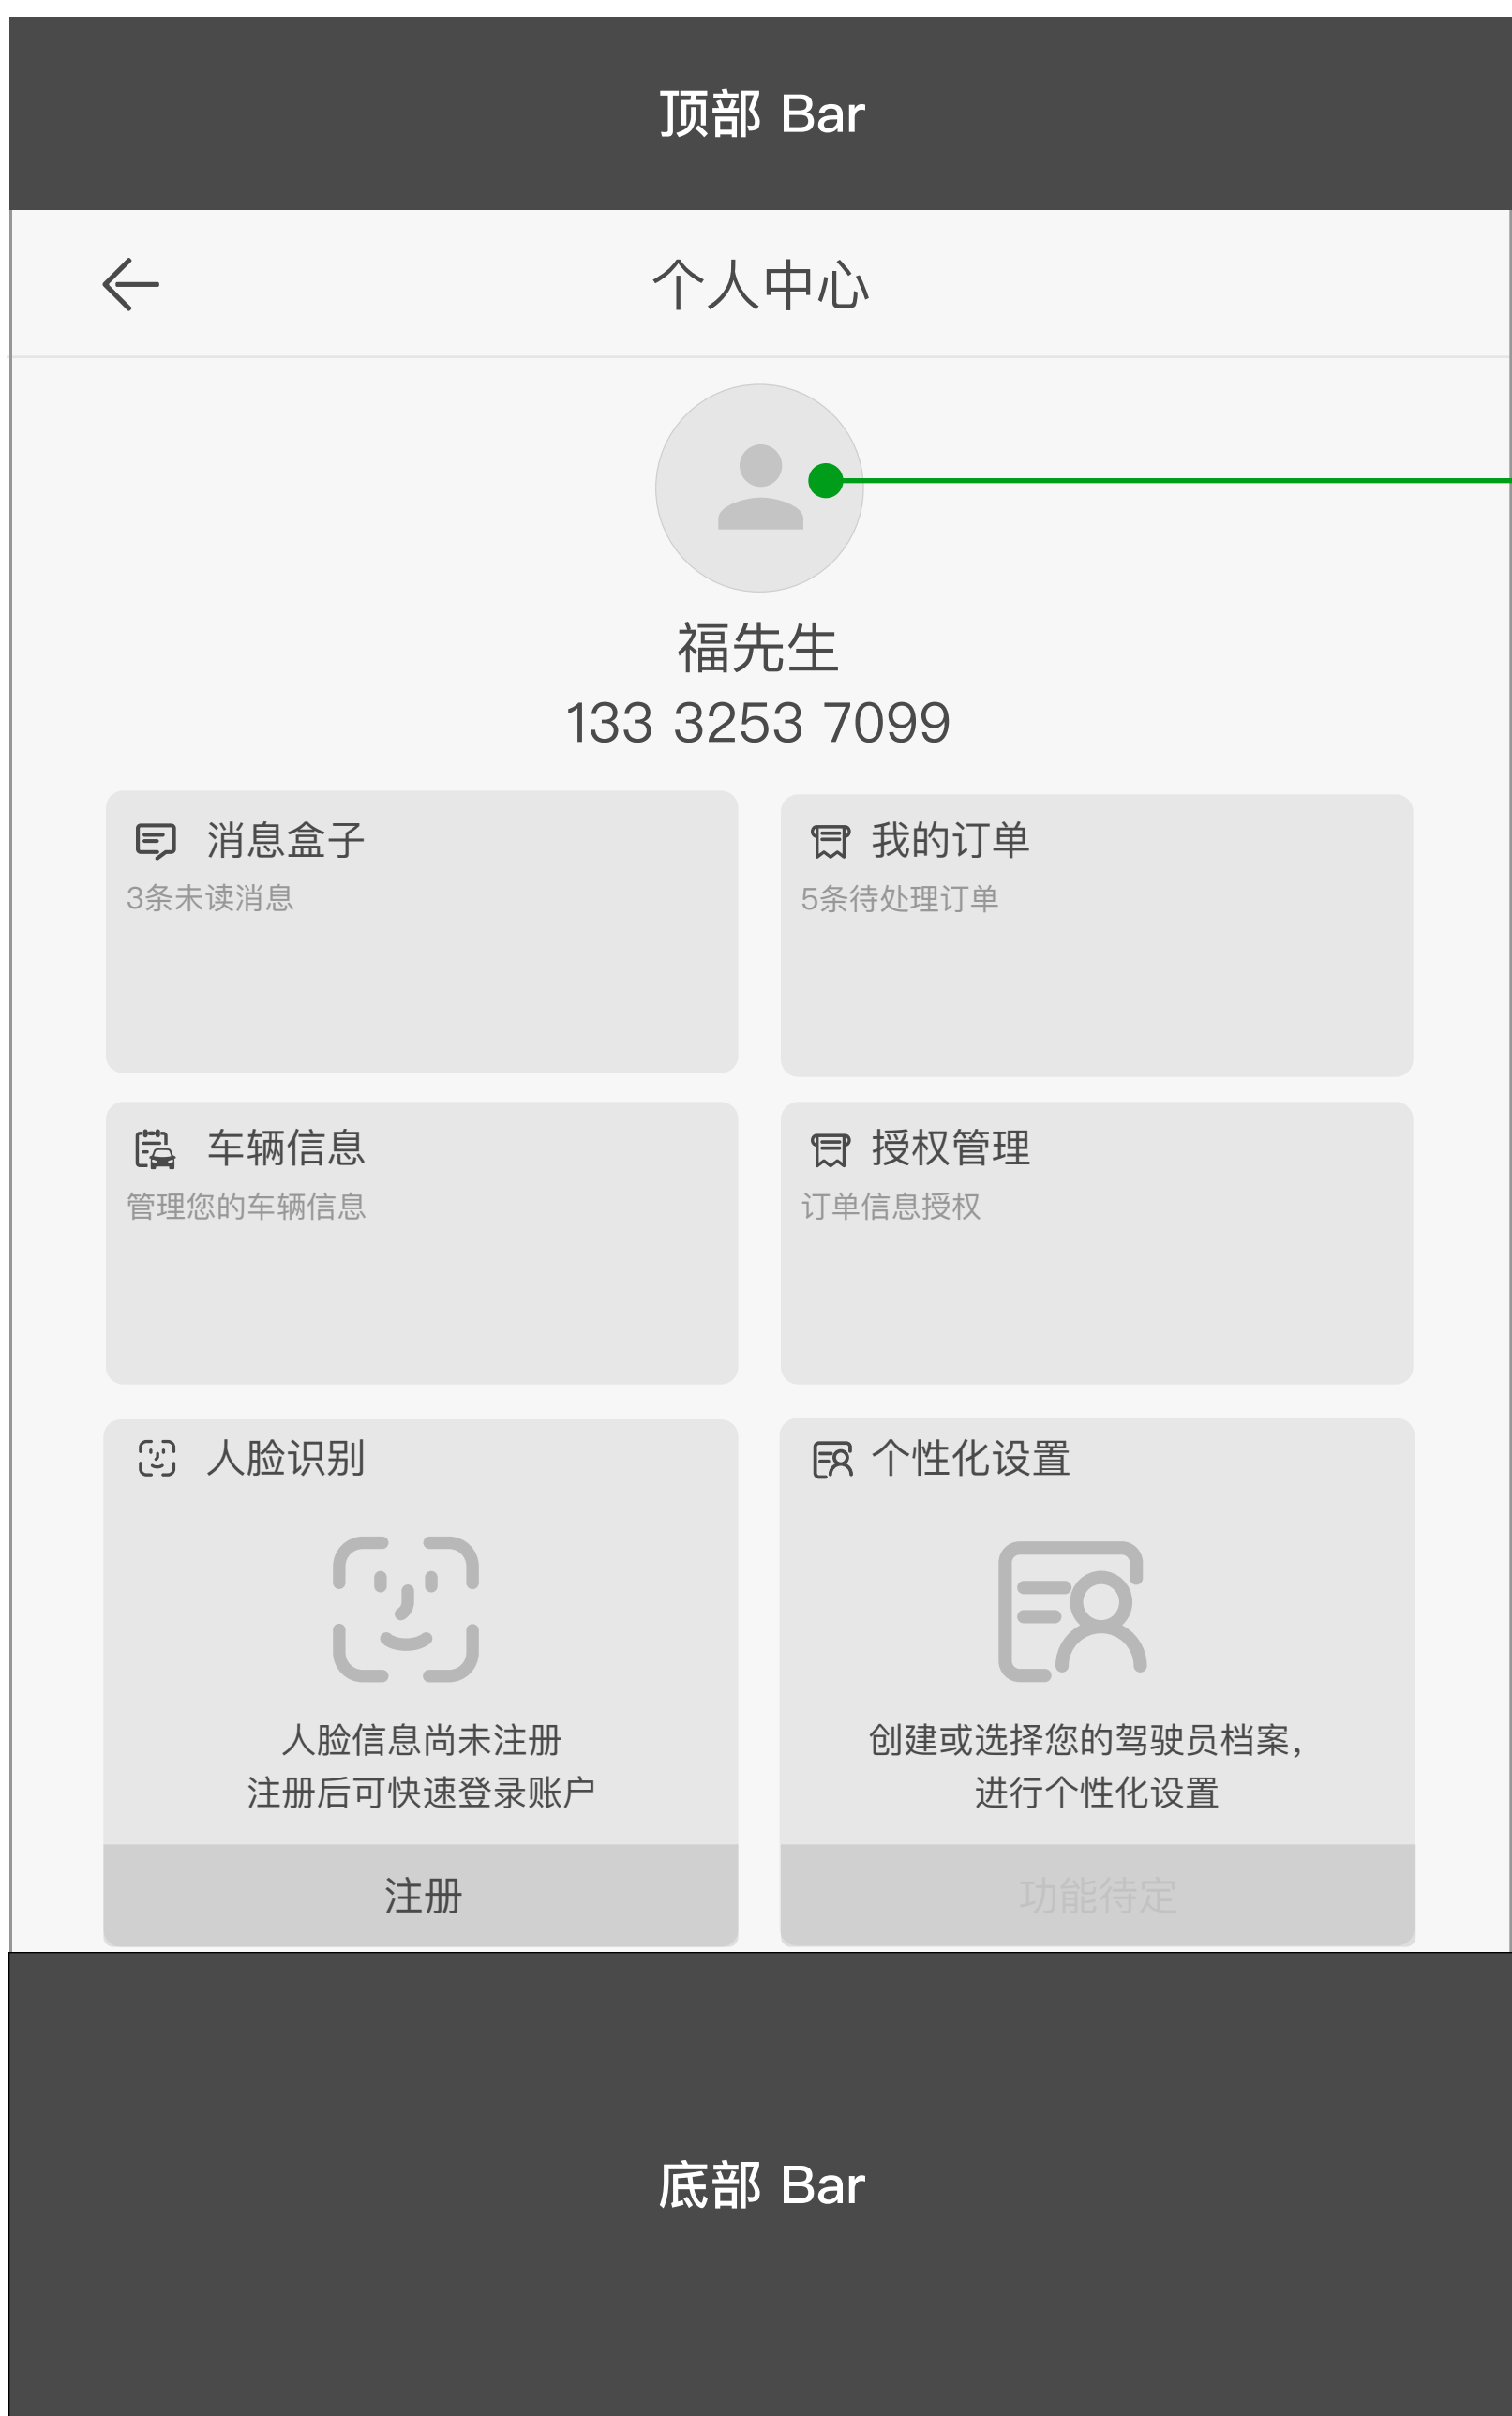 顶部 Bar
个人中心
福先生
133 3253 7099
消息盒子
3条未读消息
我的订单
5条待处理订单
车辆信息
管理您的车辆信息
授权管理
订单信息授权
人脸识别
人脸信息尚未注册
注册后可快速登录账户
注册
个性化设置
创建或选择您的驾驶员档案，
进行个性化设置
功能待定
底部 Bar